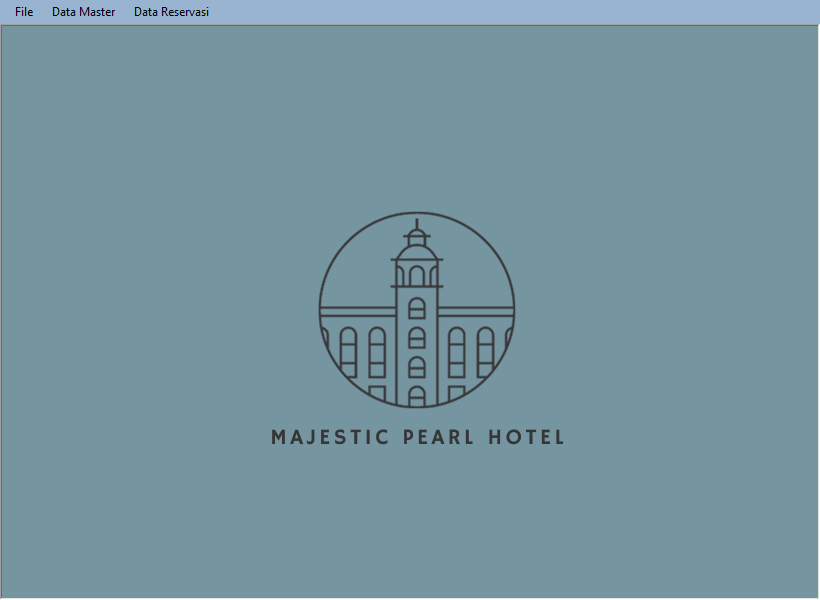 File Data Master Data Reservasi
MAJESTIC PEARL HOTEL